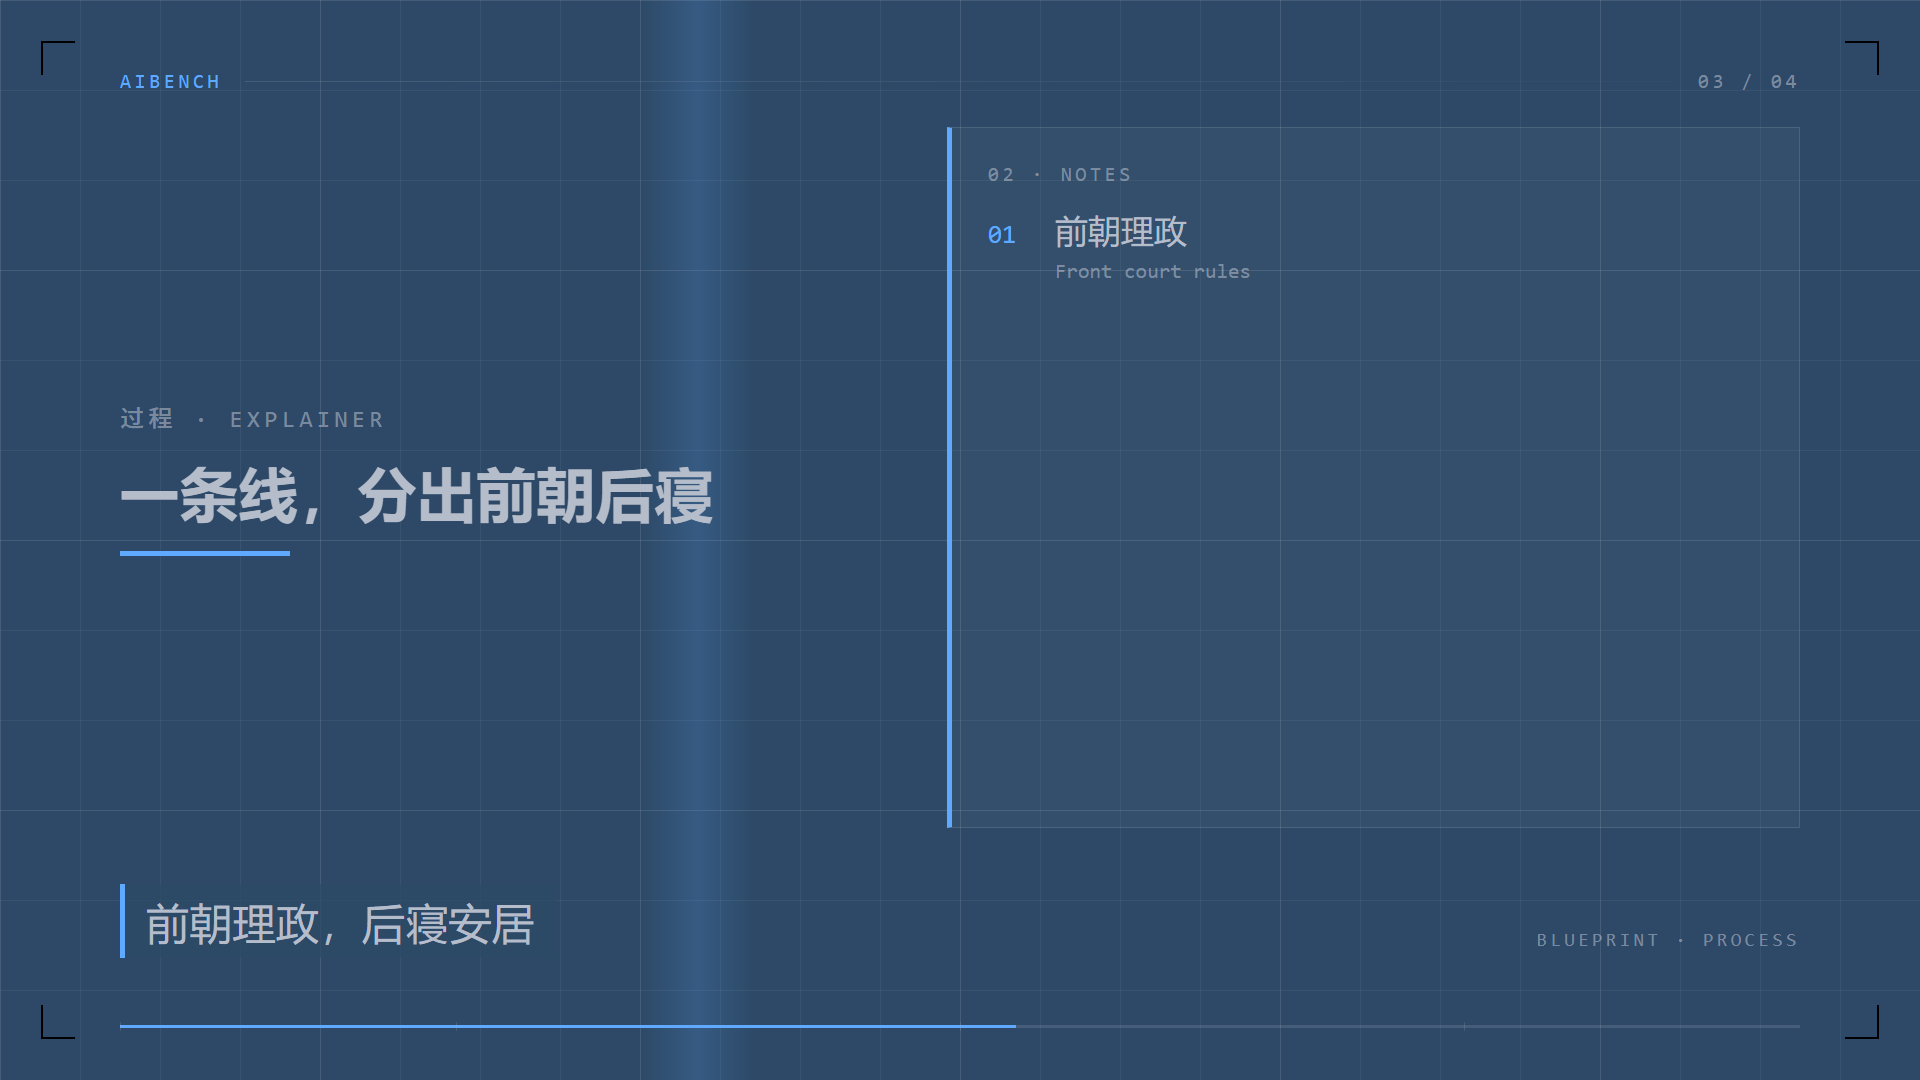 AIBENCH
03 / 04
过程 · EXPLAINER
一条线，分出前朝后寝
02 · NOTES
01 前朝理政
Front court rules
前朝理政，后寝安居
BLUEPRINT · PROCESS